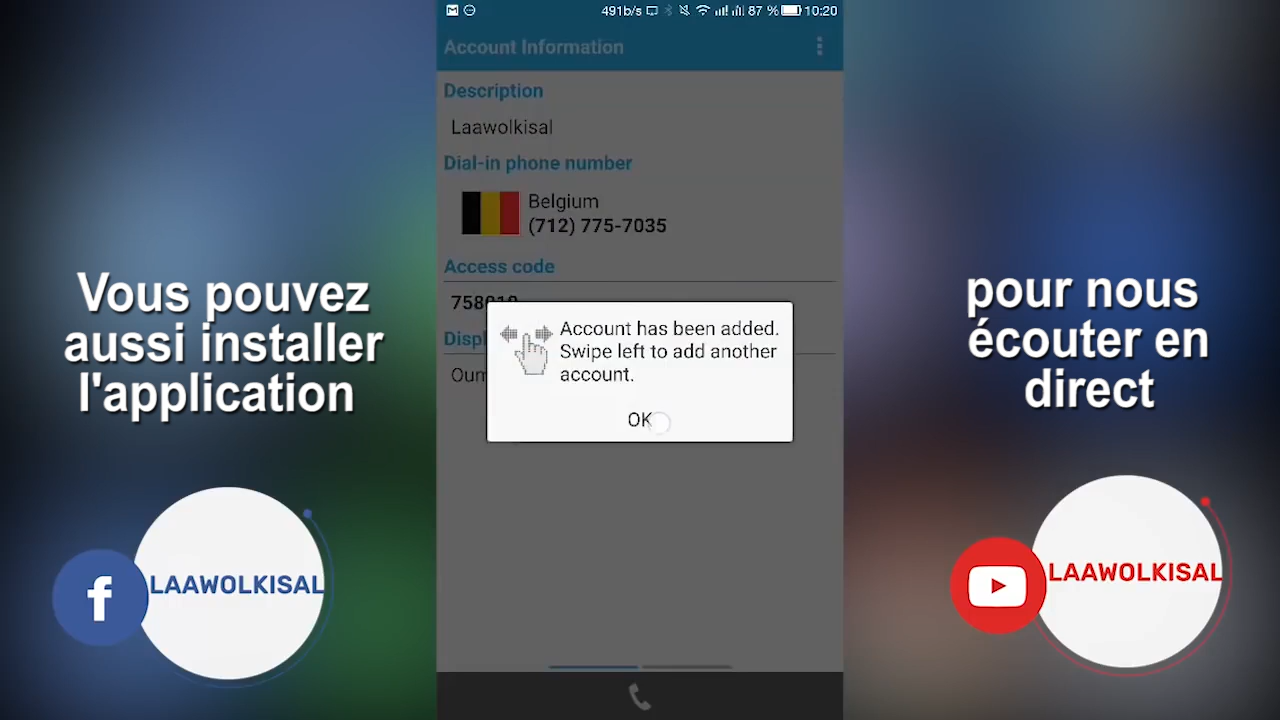 491b/s 87 % 10:20
Account Information
Description
Laawolkisal
Dial-in phone number
Belgium
(712) 775-7035
Access code
Account has been added.
Swipe left to add another
account.
OK
Vous pouvez
aussi installer
l'application
LAAWOLKISAL
pour nous
écouter en
direct
LAAWOLKISAL